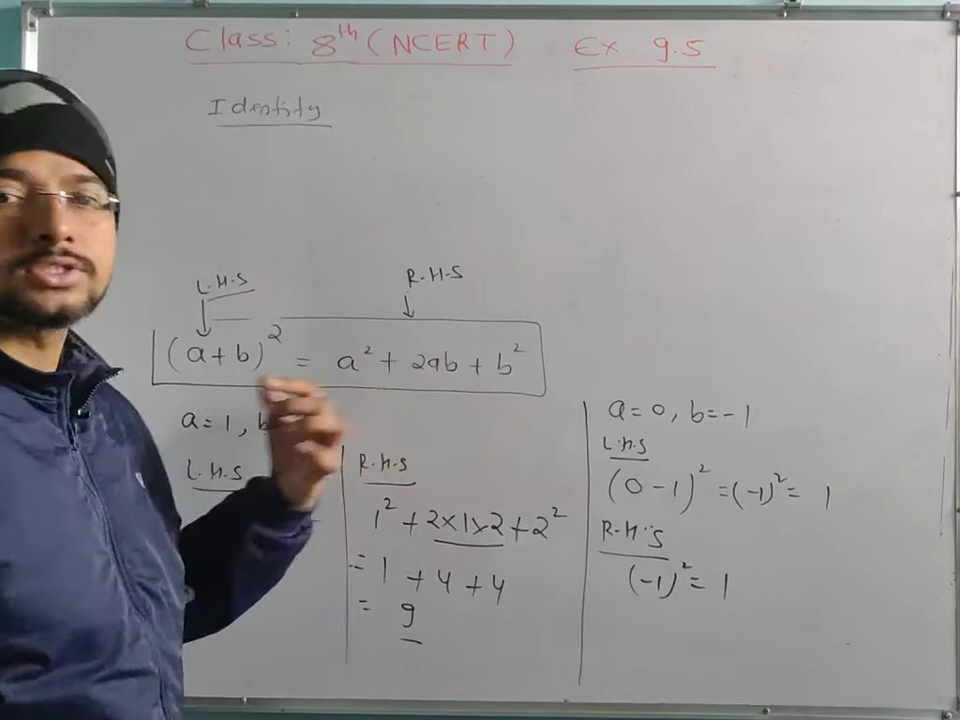 Class: 8th (NCERT) Ex 9.5
Identity
L.H.S
R.H.S
(a+b)² = a² + 2ab + b²
a=1, b
L.H.S
R.H.S
1² + 2×1×2 + 2²
= 1 + 4 + 4
= 9
a=0, b=-1
L.H.S
(0-1)² = (-1)² = 1
R.H.S
(-1)² = 1